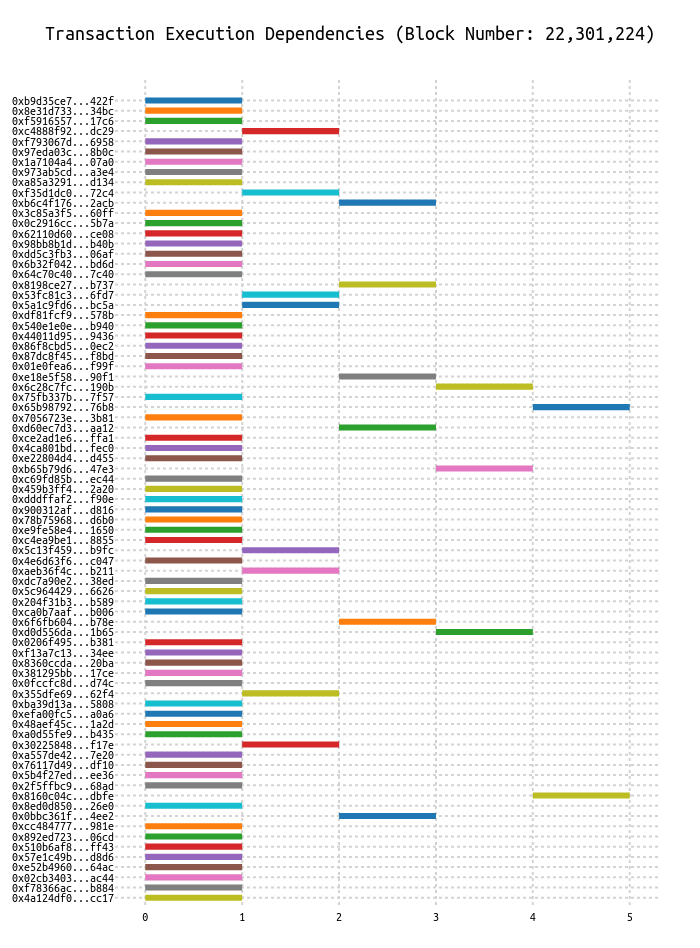 Transaction Execution Dependencies (Block Number: 22,301,224)
0xb9d35ce7...422f
0x8e31d733...34bc
0xf5916557...17c6
0xc4888f92...dc29
0xf793067d...6958
0x97eda03c...8b0c
0x1a7104a4...07a0
0x973ab5cd...a3e4
0xa85a3291...d134
0xf35d1dc0...72c4
0xb6c4f176...2acb
0x3c85a3f5...60ff
0x0c2916cc...5b7a
0x62110d60...ce08
0x98bb8b1d...b40b
0xdd5c3fb3...06af
0x6b32f042...bd6d
0x64c70c40...7c40
0x8198ce27...b737
0x53fc81c3...6fd7
0x5a1c9fd6...bc5a
0xdf81fcf9...578b
0x540e1e0e...b940
0x44011d95...9436
0x86f8cbd5...0ec2
0x87dc8f45...f8bd
0x01e0fea6...f99f
0xe18e5f58...90f1
0x6c28c7fc...190b
0x75fb337b...7f57
0x65b98792...76b8
0x7056723e...3b81
0xd60ec7d3...aa12
0xce2ad1e6...ffa1
0x4ca801bd...fec0
0xe22804d4...d455
0xb65b79d6...47e3
0xc69fd85b...ec44
0x459b3ff4...2a20
0xdddffaf2...f90e
0x900312af...d816
0x78b75968...d6b0
0xe9fe58e4...1650
0xc4ea9be1...8855
0x5c13f459...b9fc
0x4e6d63f6...c047
0xaeb36f4c...b211
0xdc7a90e2...38ed
0x5c964429...6626
0x204f31b3...b589
0xca0b7aaf...b006
0x6f6fb604...b78e
0xd0d556da...1b65
0x0206f495...b381
0xf13a7c13...34ee
0x8360ccda...20ba
0x381295bb...17ce
0x0fccfc8d...d74c
0x355dfe69...62f4
0xba39d13a...5808
0xefa00fc5...a0a6
0x48aef45c...1a2d
0xa0d55fe9...b435
0x30225848...f17e
0xa557de42...7e20
0x76117d49...df10
0x5b4f27ed...ee36
0x2f5ffbc9...68ad
0x8160c04c...dbfe
0x8ed0d850...26e0
0x0bbc361f...4ee2
0xcc484777...981e
0x892ed723...06cd
0x510b6af8...ff43
0x57e1c49b...d8d6
0xe52b4960...64ac
0x02cb3403...ac44
0xf78366ac...b884
0x4a124df0...cc17
0 1 2 3 4 5